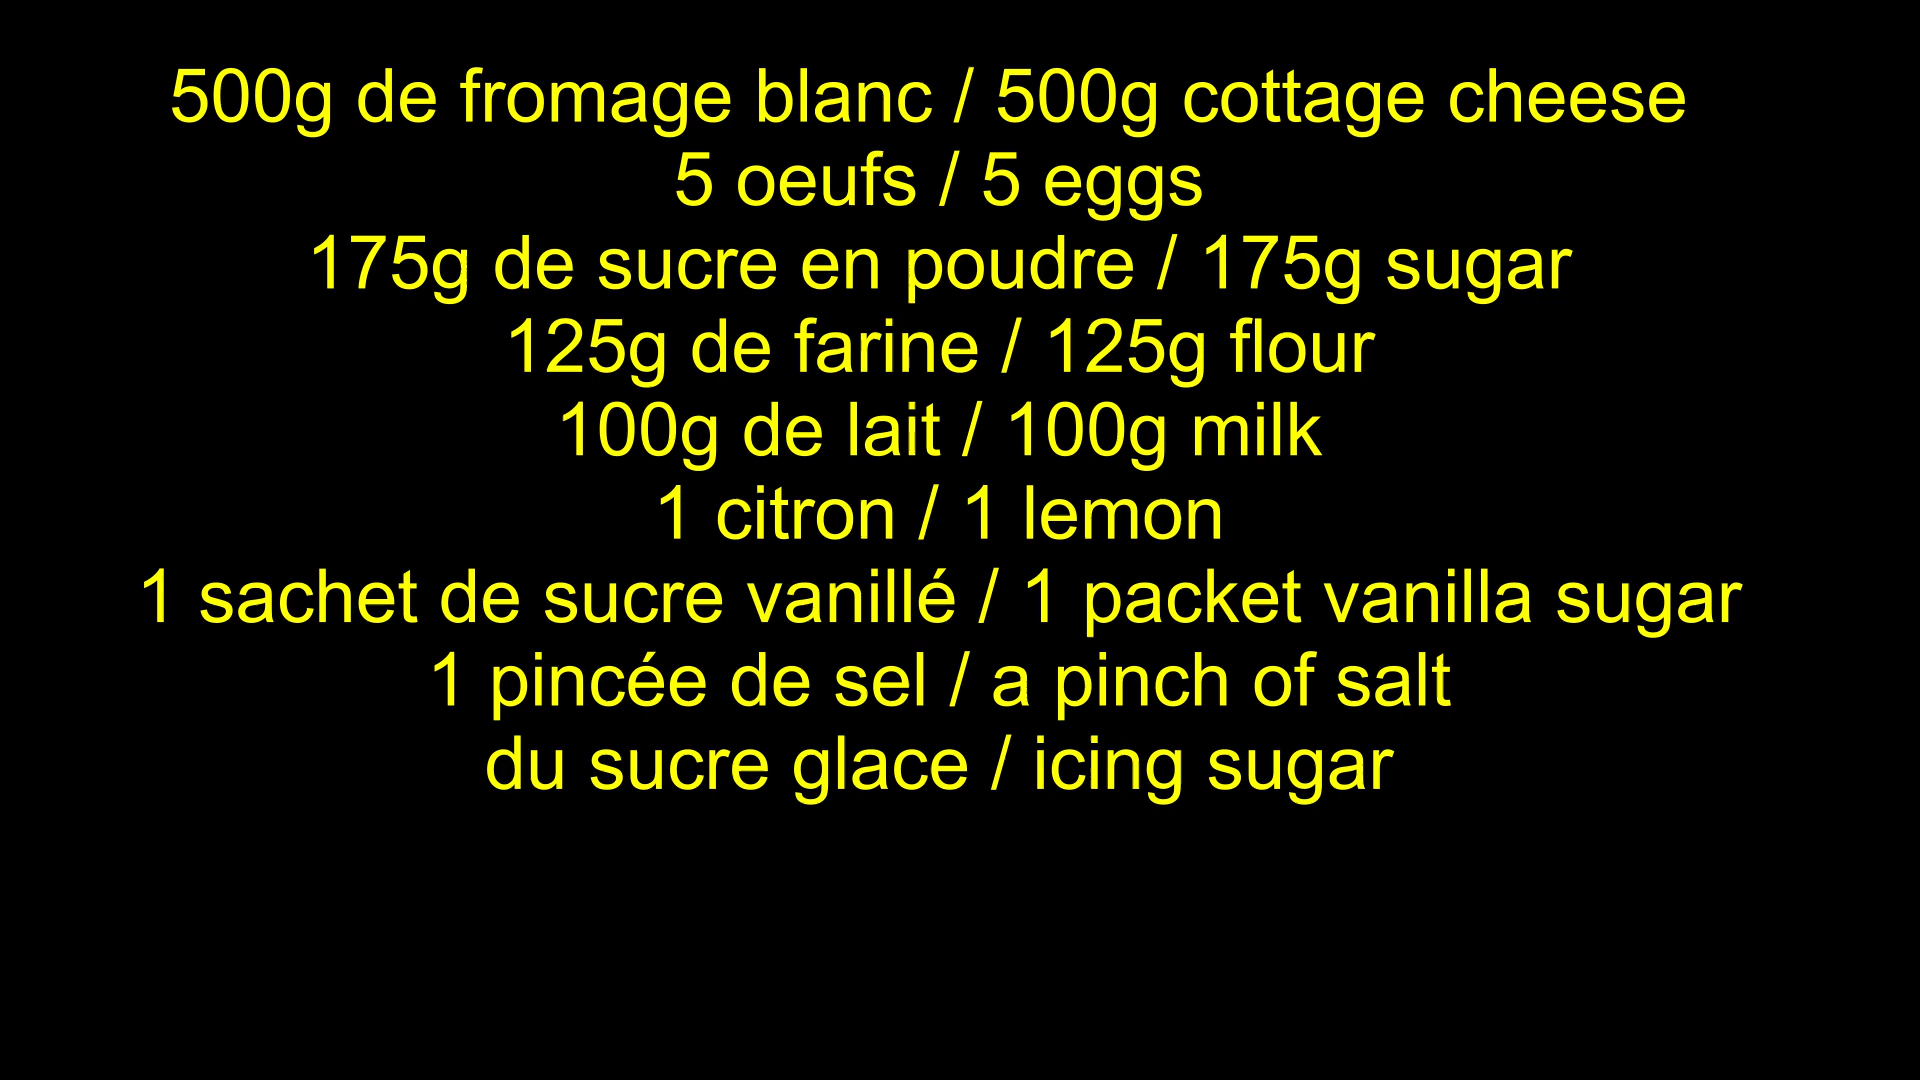 500g de fromage blanc / 500g cottage cheese
5 oeufs / 5 eggs
175g de sucre en poudre / 175g sugar
125g de farine / 125g flour
100g de lait / 100g milk
1 citron / 1 lemon
1 sachet de sucre vanillé / 1 packet vanilla sugar
1 pincée de sel / a pinch of salt
du sucre glace / icing sugar